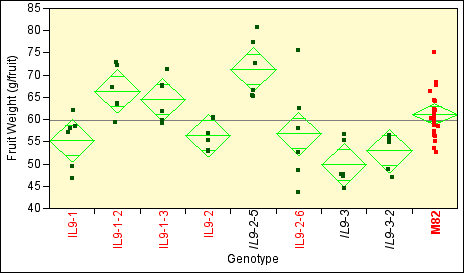 Fruit Weight (g/fruit)
85
80
75
70
65
60
55
50
45
40
IL9-1
IL9-1-2
IL9-1-3
IL9-2
IL9-2-5
IL9-2-6
IL9-3
IL9-3-2
M82
Genotype